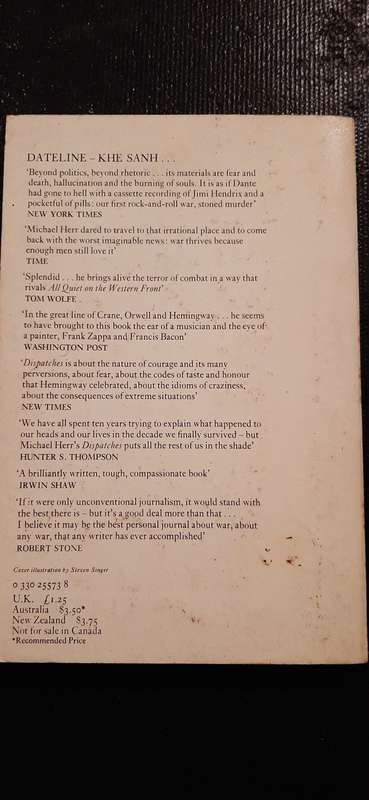 DATELINE – KHE SANH . . .
'Beyond politics, beyond rhetoric . . . its materials are fear and
death, hallucination and the burning of souls. It is as if Dante
had gone to hell with a cassette recording of Jimi Hendrix and a
pocketful of pills: our first rock-and-roll war, stoned murder'
NEW YORK TIMES
'Michael Herr dared to travel to that irrational place and to come
back with the worst imaginable news: war thrives because
enough men still love it'
TIME
'Splendid . . . he brings alive the terror of combat in a way that
rivals All Quiet on the Western Front'
TOM WOLFE
'In the great line of Crane, Orwell and Hemingway . . . he seems
to have brought to this book the ear of a musician and the eye of
a painter, Frank Zappa and Francis Bacon'
WASHINGTON POST
'Dispatches is about the nature of courage and its many
perversions, about fear, about the codes of taste and honour
that Hemingway celebrated, about the idioms of craziness,
about the consequences of extreme situations'
NEW TIMES
'We have all spent ten years trying to explain what happened to
our heads and our lives in the decade we finally survived – but
Michael Herr's Dispatches puts all the rest of us in the shade'
HUNTER S. THOMPSON
'A brilliantly written, tough, compassionate book'
IRWIN SHAW
'If it were only unconventional journalism, it would stand with
the best there is – but it's a good deal more than that . . .
I believe it may be the best personal journal about war, about
any war, that any writer has ever accomplished'
ROBERT STONE
Cover illustration by Steven Singer
0 330 25573 8
U.K. £1.25
Australia $3.50*
New Zealand $3.75
Not for sale in Canada
*Recommended Price